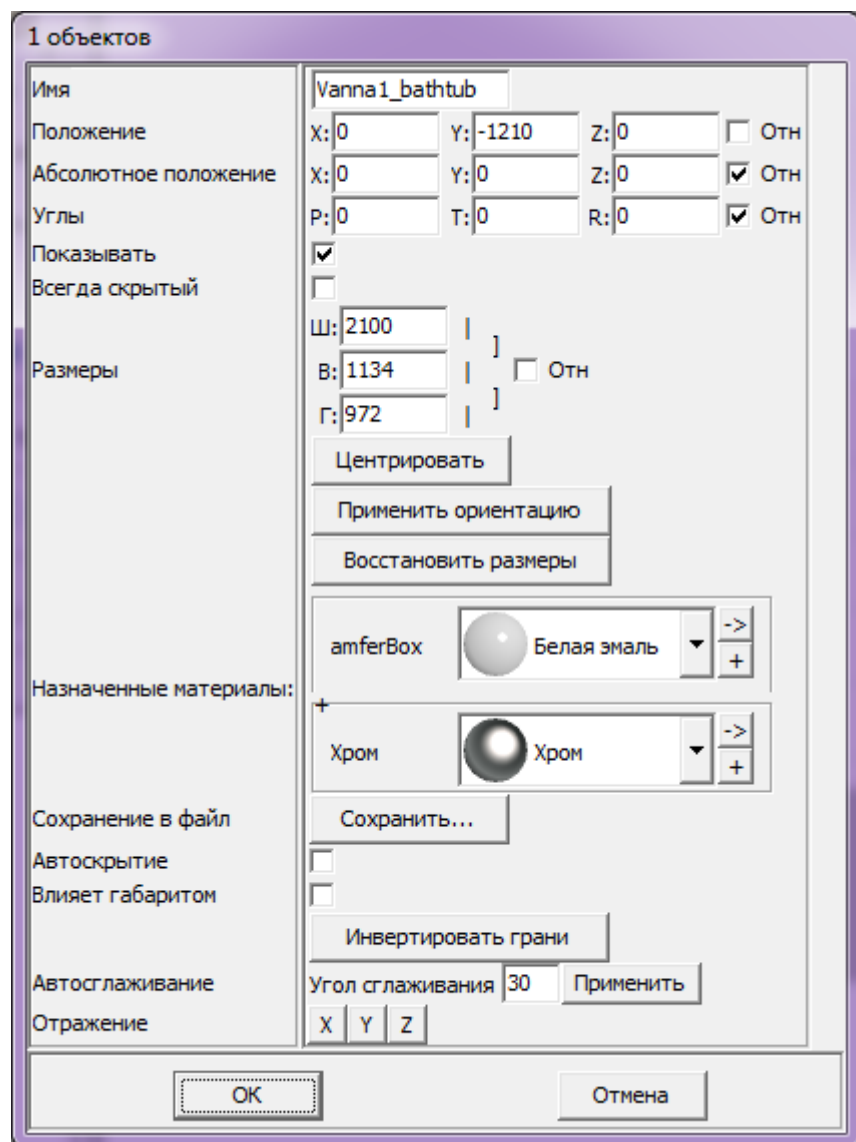 1 объектов
Имя Vanna1_bathtub
Положение X: 0 Y: -1210 Z: 0 Отн
Абсолютное положение X: 0 Y: 0 Z: 0 Отн
Углы P: 0 T: 0 R: 0 Отн
Показывать
Всегда скрытый
Ш: 2100 |
]
Размеры В: 1134 | Отн
]
Г: 972 |
Центрировать
Применить ориентацию
Восстановить размеры
amferBox Белая эмаль ->
+
Назначенные материалы:
+
Хром Хром ->
+
Сохранение в файл Сохранить...
Автоскрытие
Влияет габаритом
Инвертировать грани
Автосглаживание Угол сглаживания 30 Применить
Отражение X Y Z
ОК Отмена